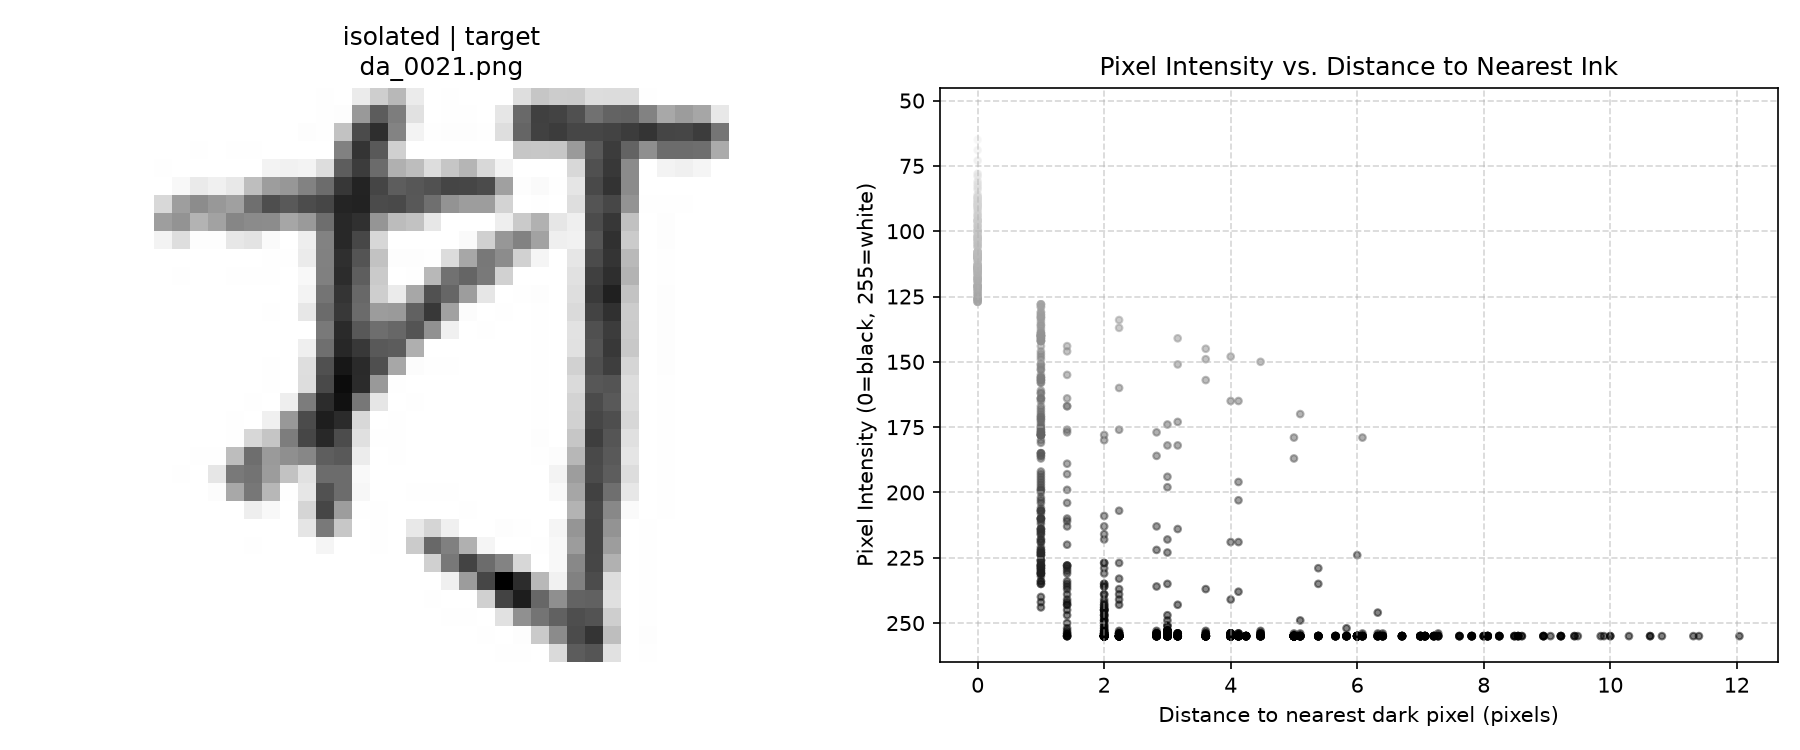 isolated | target
da_0021.png
打
Pixel Intensity vs. Distance to Nearest Ink
Pixel Intensity (0=black, 255=white)
50
75
100
125
150
175
200
225
250
0 2 4 6 8 10 12
Distance to nearest dark pixel (pixels)